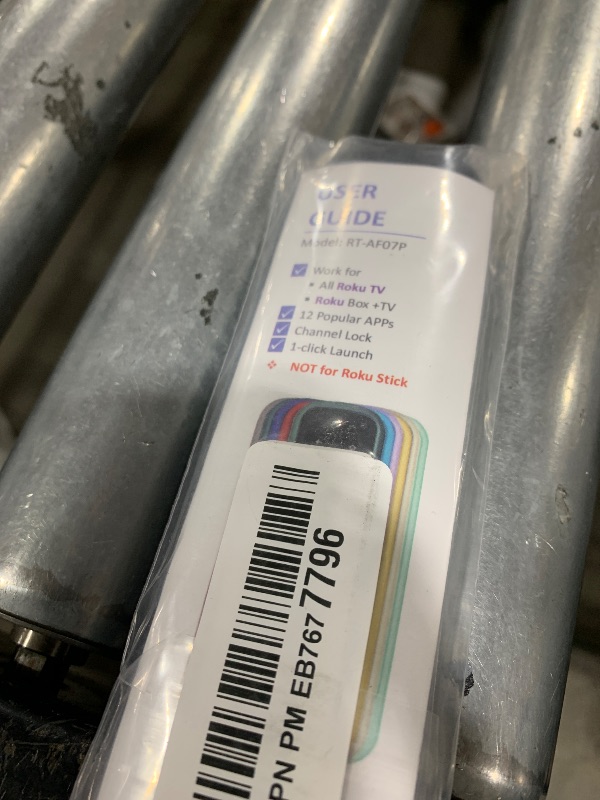 USER
GUIDE
Model: RT-AF07P
Work for
• All Roku TV
• Roku Box +TV
12 Popular APPs
Channel Lock
1-click Launch
NOT for Roku Stick
PN PM EB767 7796